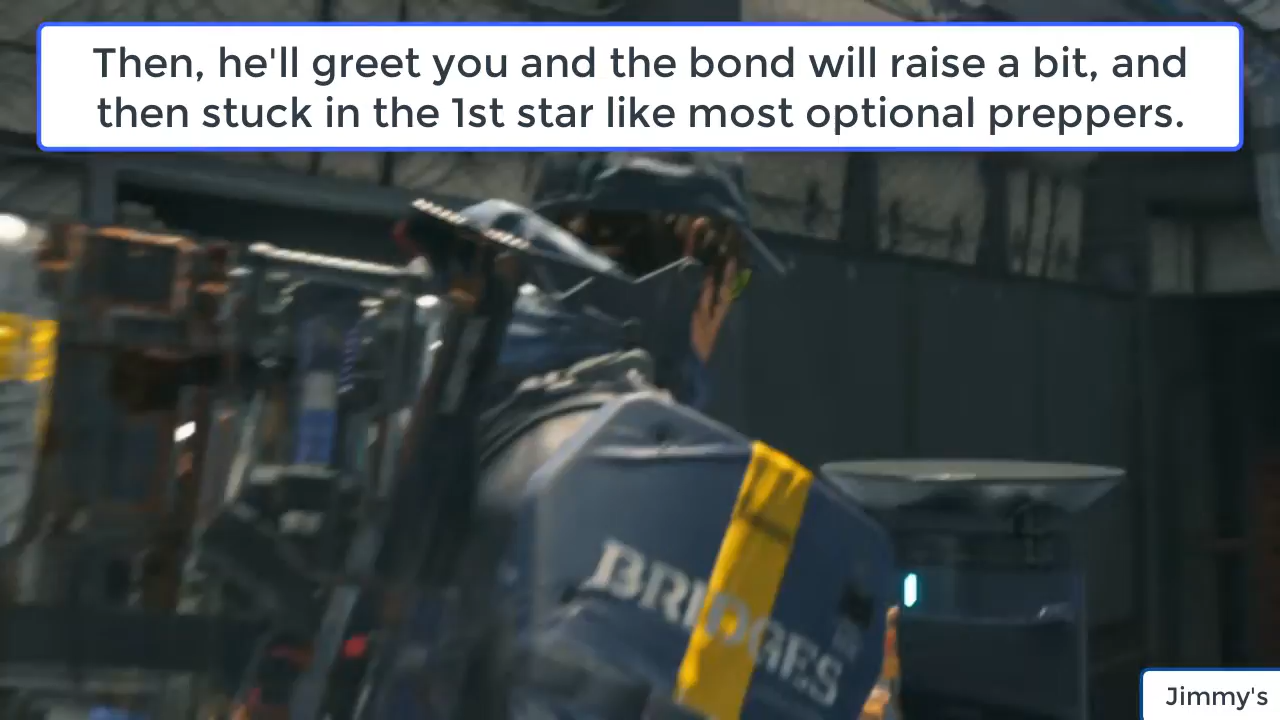 Then, he'll greet you and the bond will raise a bit, and
then stuck in the 1st star like most optional preppers.
BRIDGES
Jimmy's